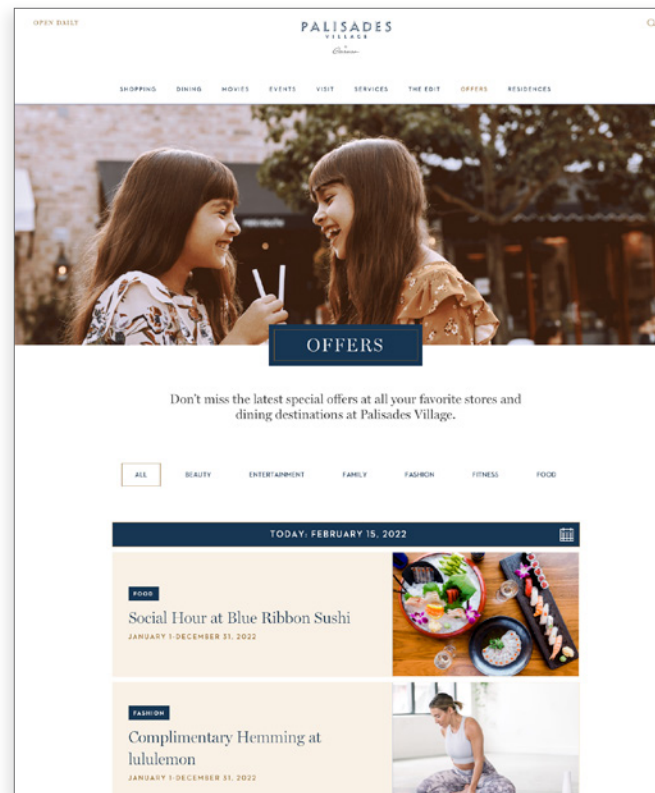 OPEN DAILY
PALISADES
VILLAGE
SHOPPING DINING MOVIES EVENTS VISIT SERVICES THE EDIT OFFERS RESIDENCES
OFFERS
Don't miss the latest special offers at all your favorite stores and
dining destinations at Palisades Village.
ALL BEAUTY ENTERTAINMENT FAMILY FASHION FITNESS FOOD
TODAY: FEBRUARY 15, 2022
FOOD
Social Hour at Blue Ribbon Sushi
JANUARY 1-DECEMBER 31, 2022
FASHION
Complimentary Hemming at
lululemon
JANUARY 1-DECEMBER 31, 2022